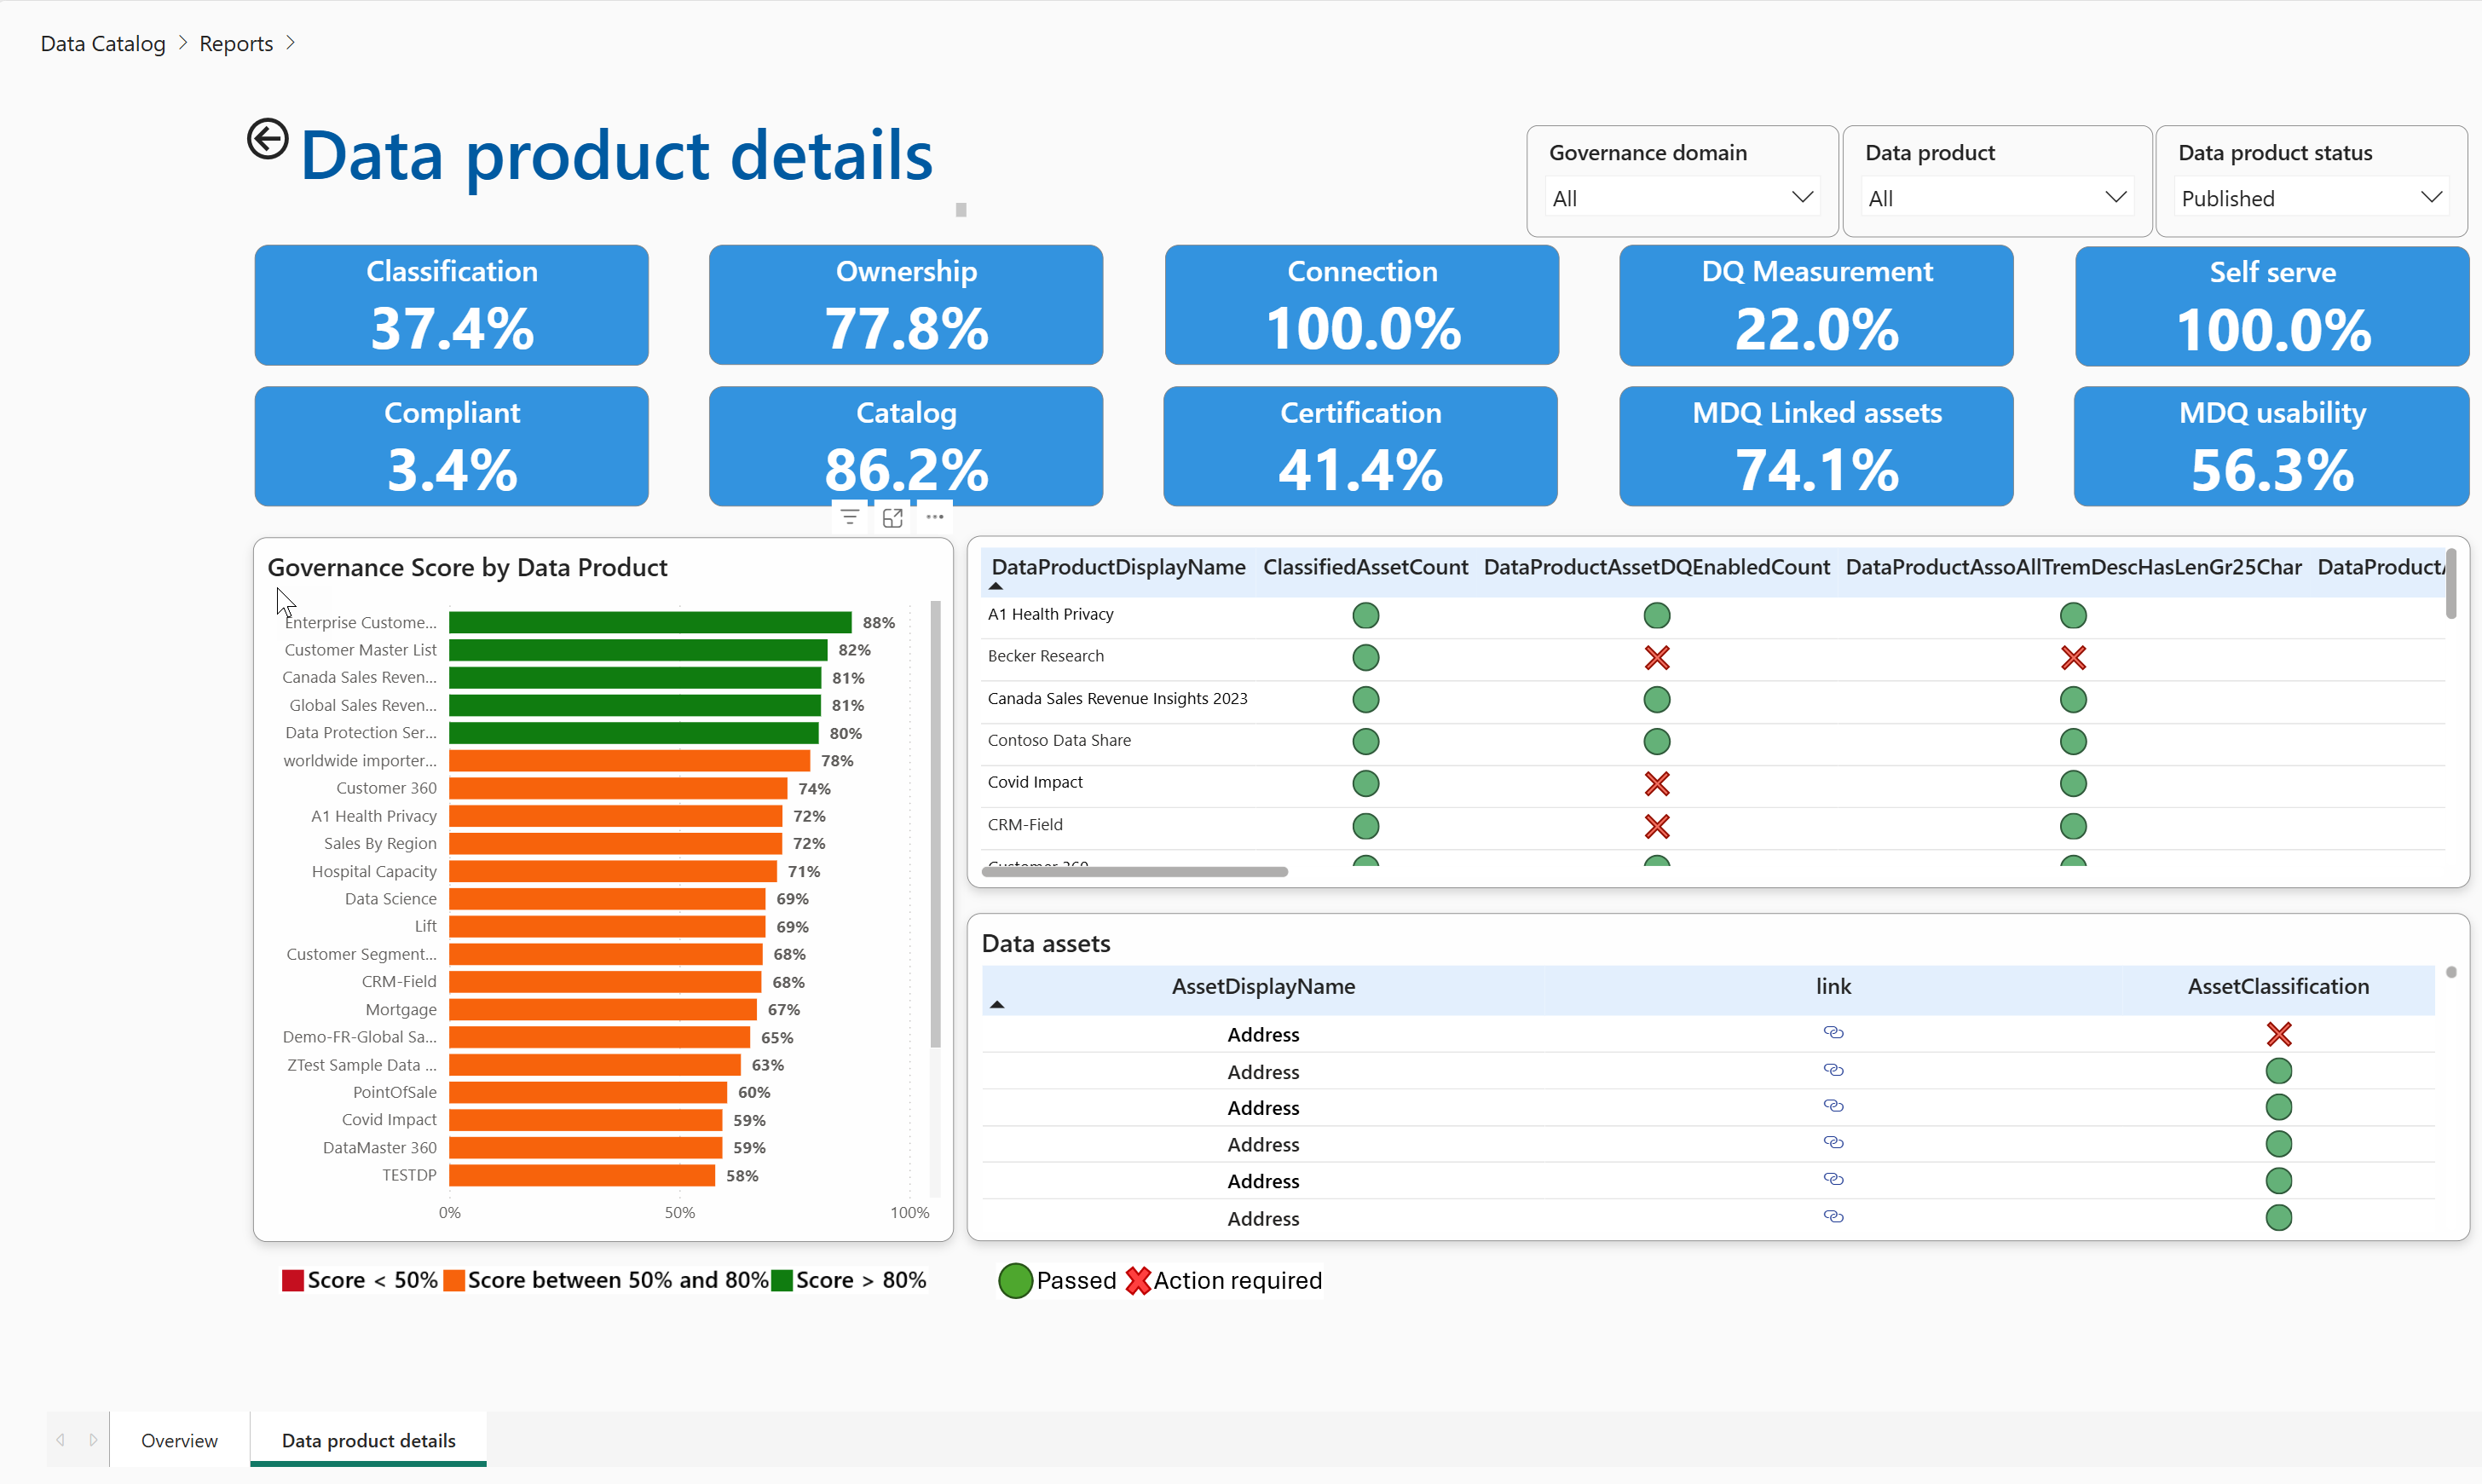 Data Catalog > Reports >
Data product details
Governance domain
All
Data product
All
Data product status
Published
Classification
37.4%
Ownership
77.8%
Connection
100.0%
DQ Measurement
22.0%
Self serve
100.0%
Compliant
3.4%
Catalog
86.2%
Certification
41.4%
MDQ Linked assets
74.1%
MDQ usability
56.3%
Governance Score by Data Product
Enterprise Custome... 88%
Customer Master List 82%
Canada Sales Reven... 81%
Global Sales Reven... 81%
Data Protection Ser... 80%
worldwide importer... 78%
Customer 360 74%
A1 Health Privacy 72%
Sales By Region 72%
Hospital Capacity 71%
Data Science 69%
Lift 69%
Customer Segment... 68%
CRM-Field 68%
Mortgage 67%
Demo-FR-Global Sa... 65%
ZTest Sample Data ... 63%
PointOfSale 60%
Covid Impact 59%
DataMaster 360 59%
TESTDP 58%
0% 50% 100%
Score < 50% Score between 50% and 80% Score > 80%
DataProductDisplayName ClassifiedAssetCount DataProductAssetDQEnabledCount DataProductAssoAllTremDescHasLenGr25Char DataProductA
A1 Health Privacy
Becker Research
Canada Sales Revenue Insights 2023
Contoso Data Share
Covid Impact
CRM-Field
Customer 360
Data assets
AssetDisplayName link AssetClassification
Address
Address
Address
Address
Address
Address
Passed Action required
Overview Data product details